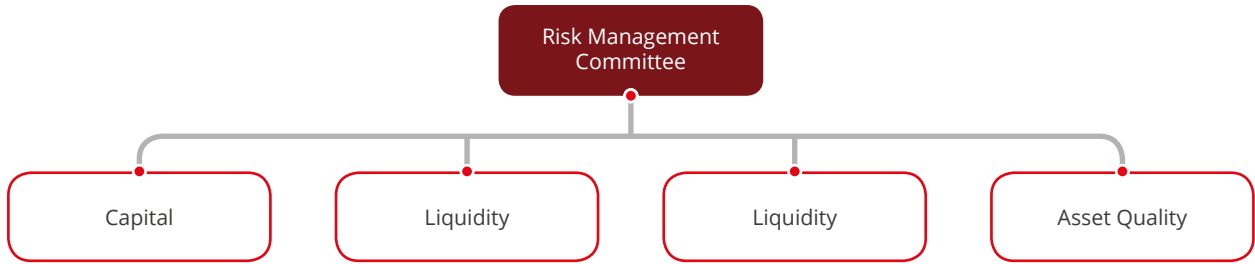 Risk Management
Committee
Capital
Liquidity
Liquidity
Asset Quality